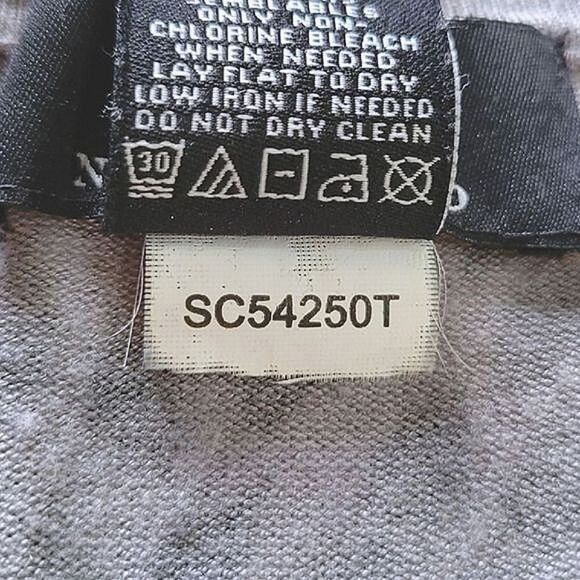 ONLY NON-
CHLORINE BLEACH
WHEN NEEDED
LAY FLAT TO DRY
LOW IRON IF NEEDED
DO NOT DRY CLEAN
30
SC54250T